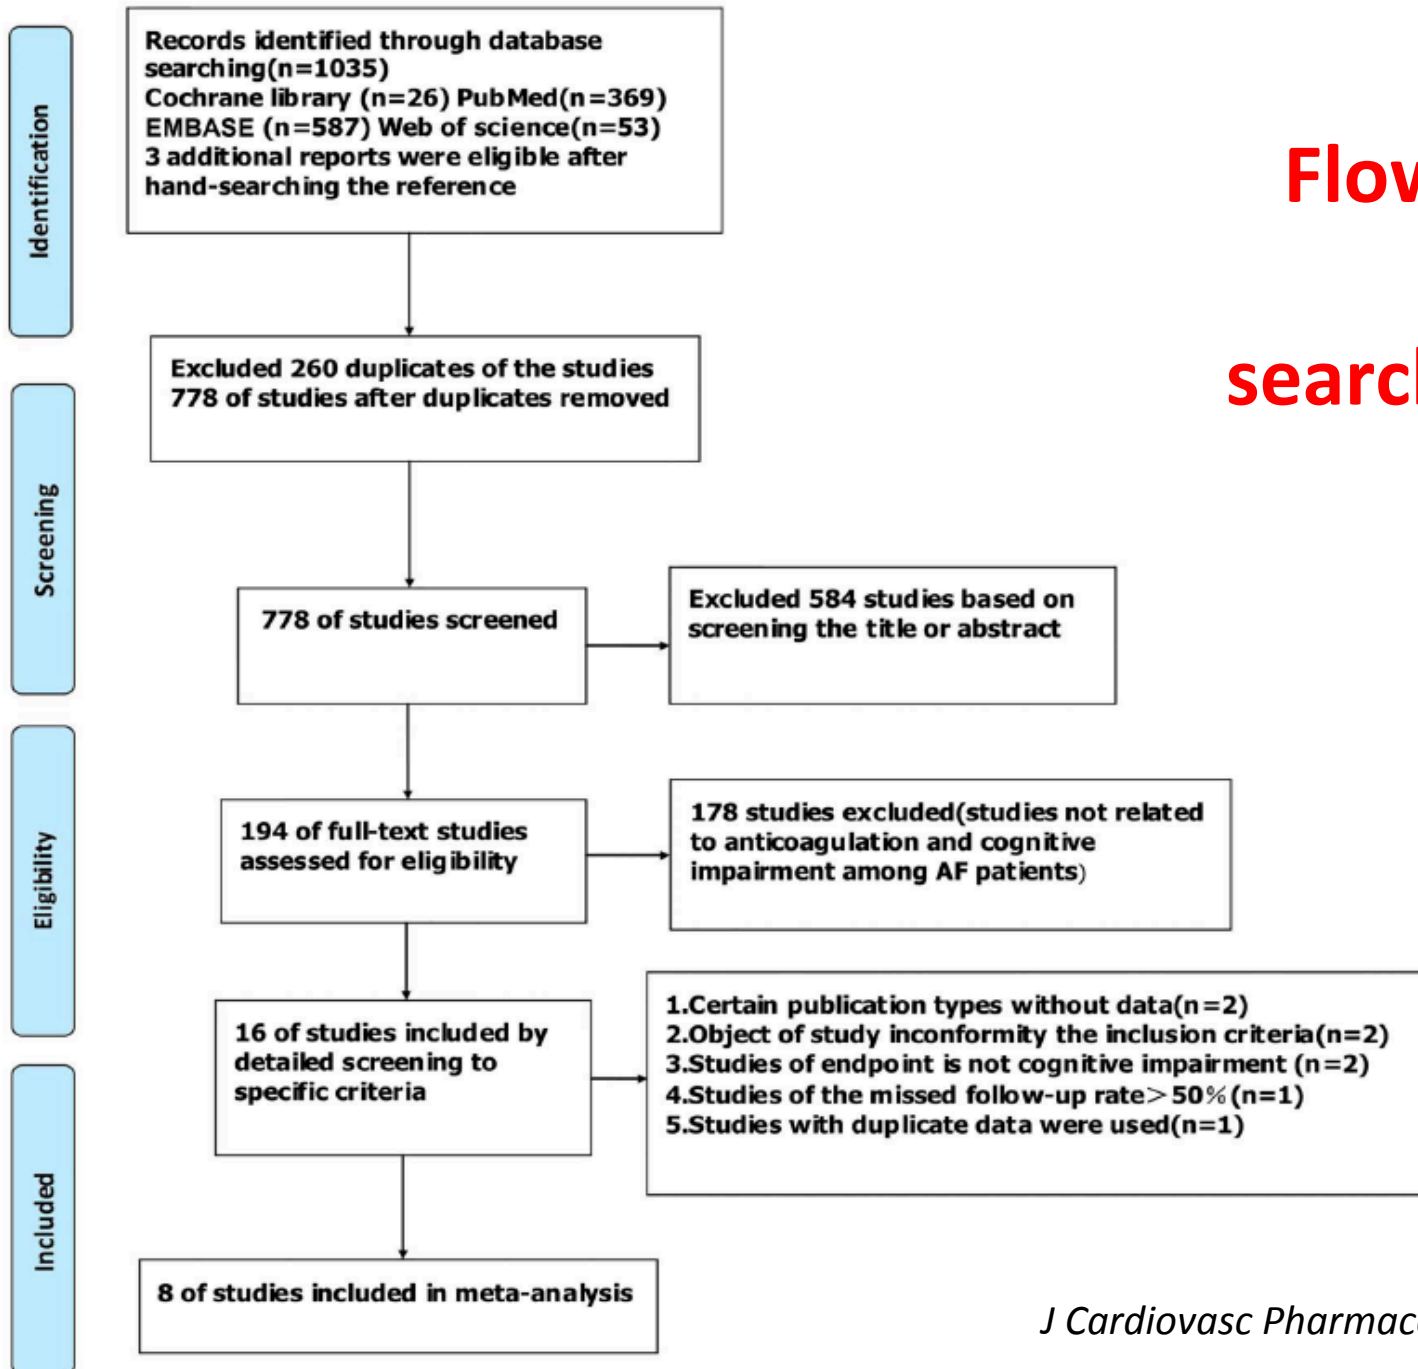 Identification
Records identified through database
searching(n=1035)
Cochrane library (n=26) PubMed(n=369)
EMBASE (n=587) Web of science(n=53)
3 additional reports were eligible after
hand-searching the reference
Flow
search
Screening
Excluded 260 duplicates of the studies
778 of studies after duplicates removed
778 of studies screened
Excluded 584 studies based on
screening the title or abstract
Eligibility
194 of full-text studies
assessed for eligibility
178 studies excluded(studies not related
to anticoagulation and cognitive
impairment among AF patients)
16 of studies included by
detailed screening to
specific criteria
1.Certain publication types without data(n=2)
2.Object of study inconformity the inclusion criteria(n=2)
3.Studies of endpoint is not cognitive impairment (n=2)
4.Studies of the missed follow-up rate>50%(n=1)
5.Studies with duplicate data were used(n=1)
Included
8 of studies included in meta-analysis
J Cardiovasc Pharmac